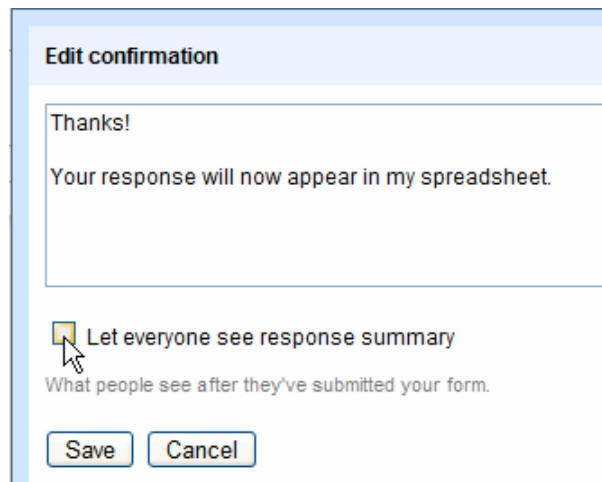 Edit confirmation
Thanks!
Your response will now appear in my spreadsheet.
Let everyone see response summary
What people see after they've submitted your form.
Save Cancel